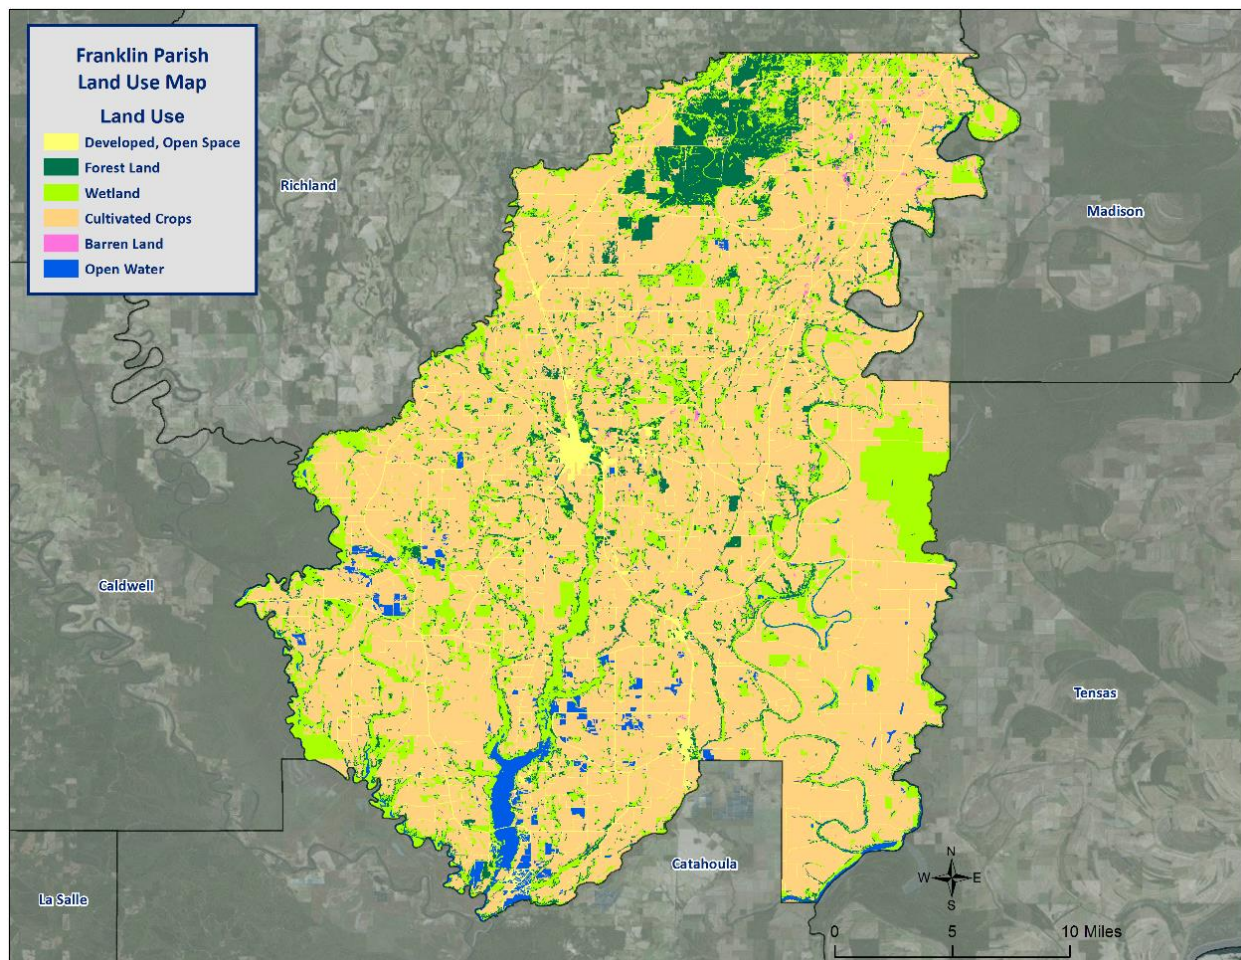 Franklin Parish
Land Use Map
Land Use
Developed, Open Space
Forest Land
Wetland
Cultivated Crops
Barren Land
Open Water
Richland
Madison
Caldwell
Tensas
Catahoula
La Salle
N
W E
S
0 5 10 Miles